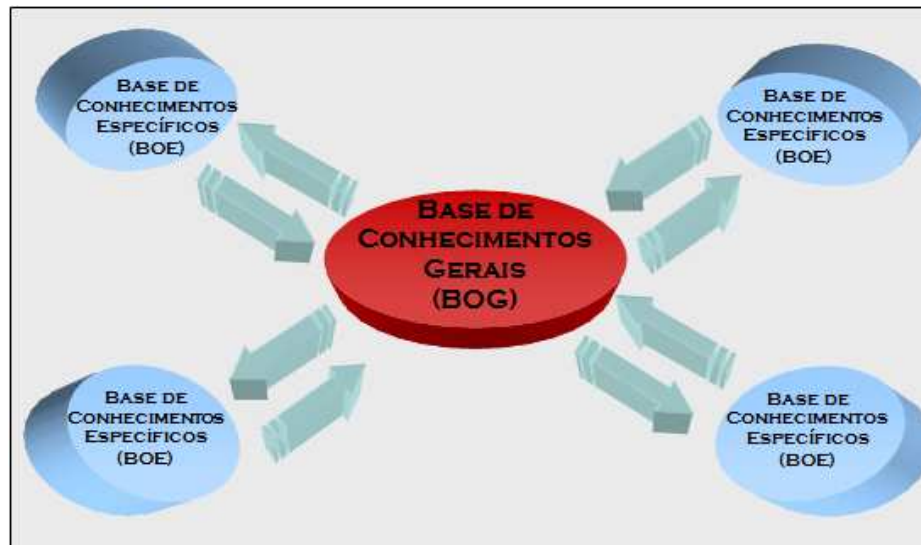 BASE DE
CONHECIMENTOS
ESPECÍFICOS
(BOE)
BASE DE
CONHECIMENTOS
ESPECÍFICOS
(BOE)
BASE DE
CONHECIMENTOS
GERAIS
(BOG)
BASE DE
CONHECIMENTOS
ESPECÍFICOS
(BOE)
BASE DE
CONHECIMENTOS
ESPECÍFICOS
(BOE)